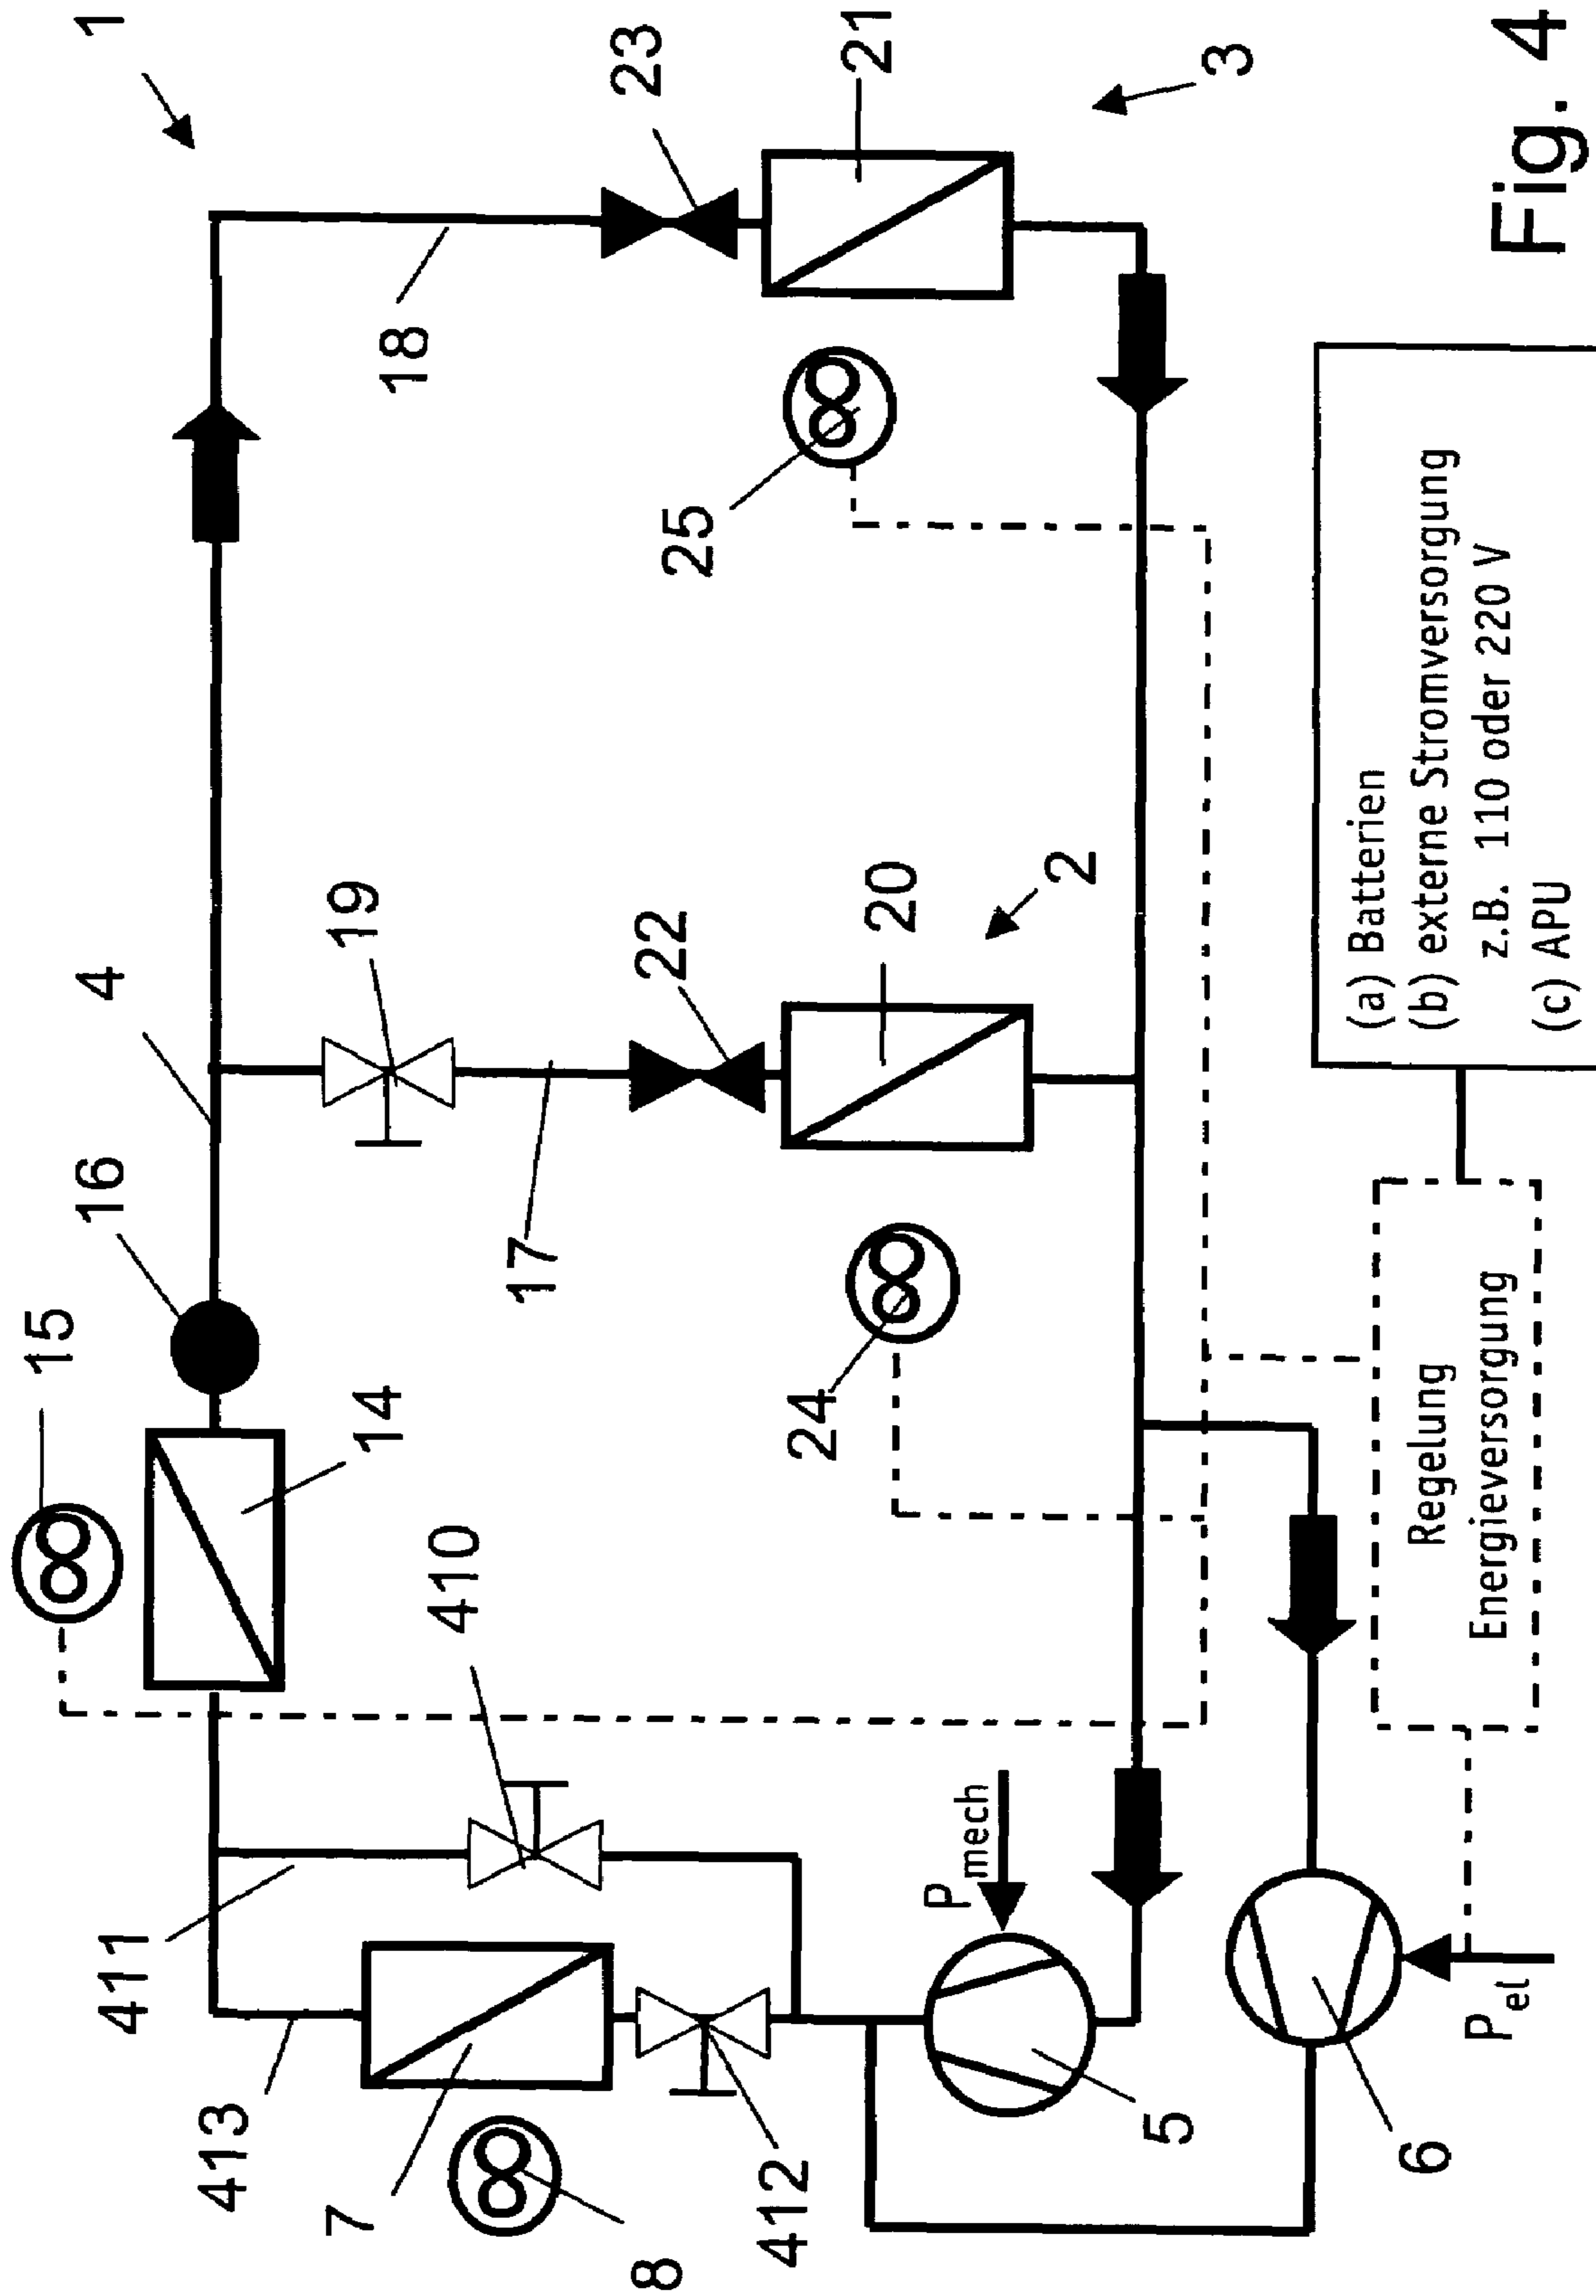 1
15
16
4
14
23
18
21
3
25
19
17
22
20
2
24
410
411
413
7
8
412
P mech
5
6
P el
Regelung
Energieversorgung
(a) Batterien
(b) externe Stromversorgung
z.B. 110 oder 220 V
(c) APU
Fig. 4